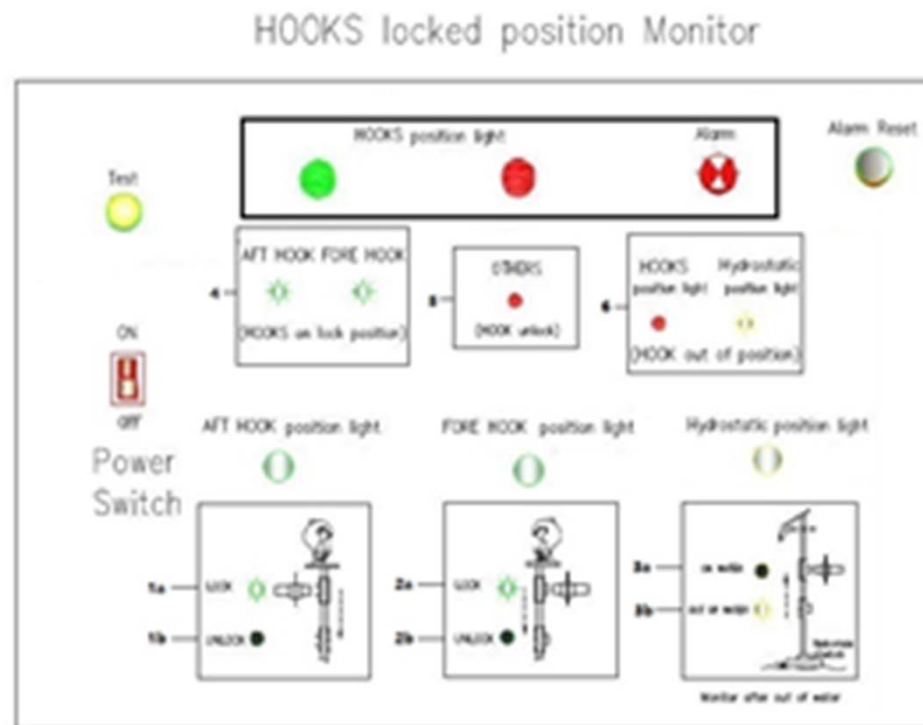 HOOKS locked position Monitor
HOOKS position light
Alarm
Alarm Reset
Test
AFT HOOK FORE HOOK
(HOOKS on lock position)
4
OTHERS
(HOOK unlock)
HOOKS position light
Hydrostatic position light
6
(HOOK out of position)
ON
OFF
Power
Switch
AFT HOOK position light
FORE HOOK position light
Hydrostatic position light
1a
LOCK
1b
UNLOCK
2a
LOCK
2b
UNLOCK
3a
ON WATER
3b
OUT OF WATER
Monitor after out of water